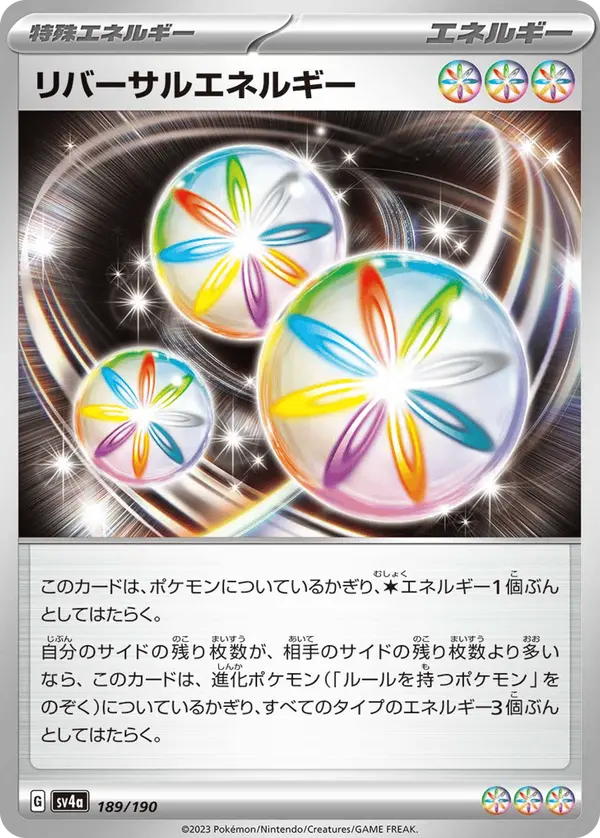 特殊エネルギー
エネルギー
リバーサルエネルギー
このカードは、ポケモンについているかぎり、エネルギー1個ぶん
としてはたらく。
自分のサイドの残り枚数が、相手のサイドの残り枚数より多い
なら、このカードは、進化ポケモン(「ルールを持つポケモン」を
のぞく)についているかぎり、すべてのタイプのエネルギー3個ぶん
としてはたらく。
G sv4a 189/190
©2023 Pokémon/Nintendo/Creatures/GAME FREAK.